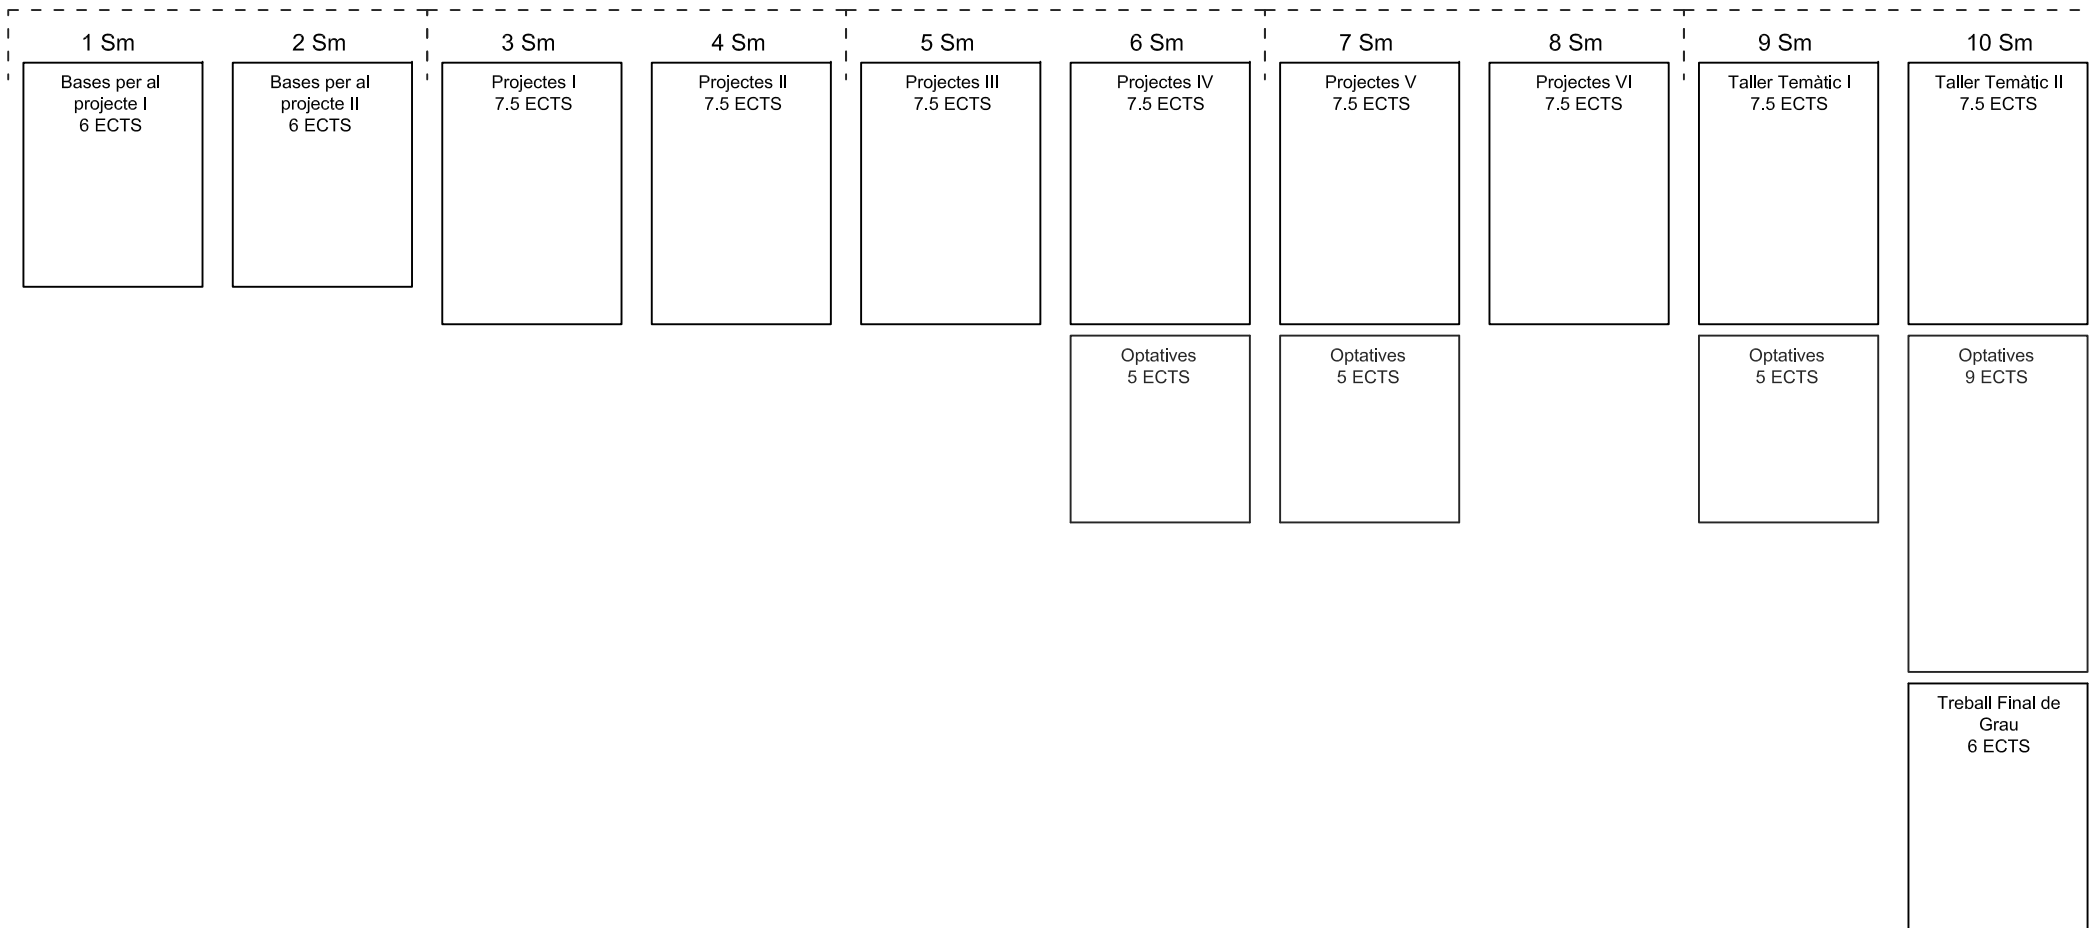 1 Sm
2 Sm
3 Sm
4 Sm
5 Sm
6 Sm
7 Sm
8 Sm
9 Sm
10 Sm
Bases per al
projecte I
6 ECTS
Bases per al
projecte II
6 ECTS
Projectes I
7.5 ECTS
Projectes II
7.5 ECTS
Projectes III
7.5 ECTS
Projectes IV
7.5 ECTS
Projectes V
7.5 ECTS
Projectes VI
7.5 ECTS
Taller Temàtic I
7.5 ECTS
Taller Temàtic II
7.5 ECTS
Optatives
5 ECTS
Optatives
5 ECTS
Optatives
5 ECTS
Optatives
9 ECTS
Treball Final de
Grau
6 ECTS